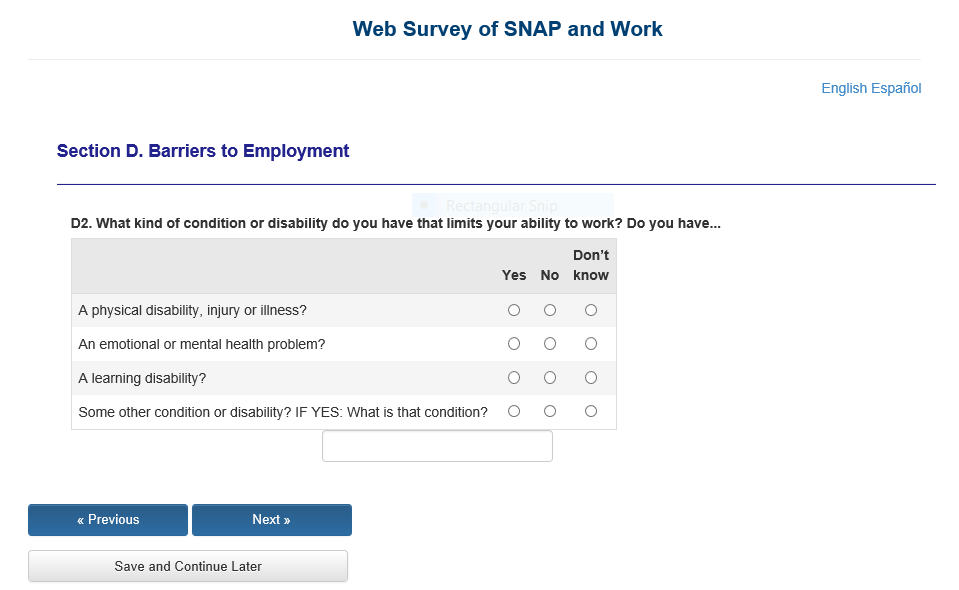 Web Survey of SNAP and Work
English Español
Section D. Barriers to Employment
Rectangular Snip
D2. What kind of condition or disability do you have that limits your ability to work? Do you have...
Yes No Don't know
A physical disability, injury or illness?
An emotional or mental health problem?
A learning disability?
Some other condition or disability? IF YES: What is that condition?
« Previous
Next »
Save and Continue Later